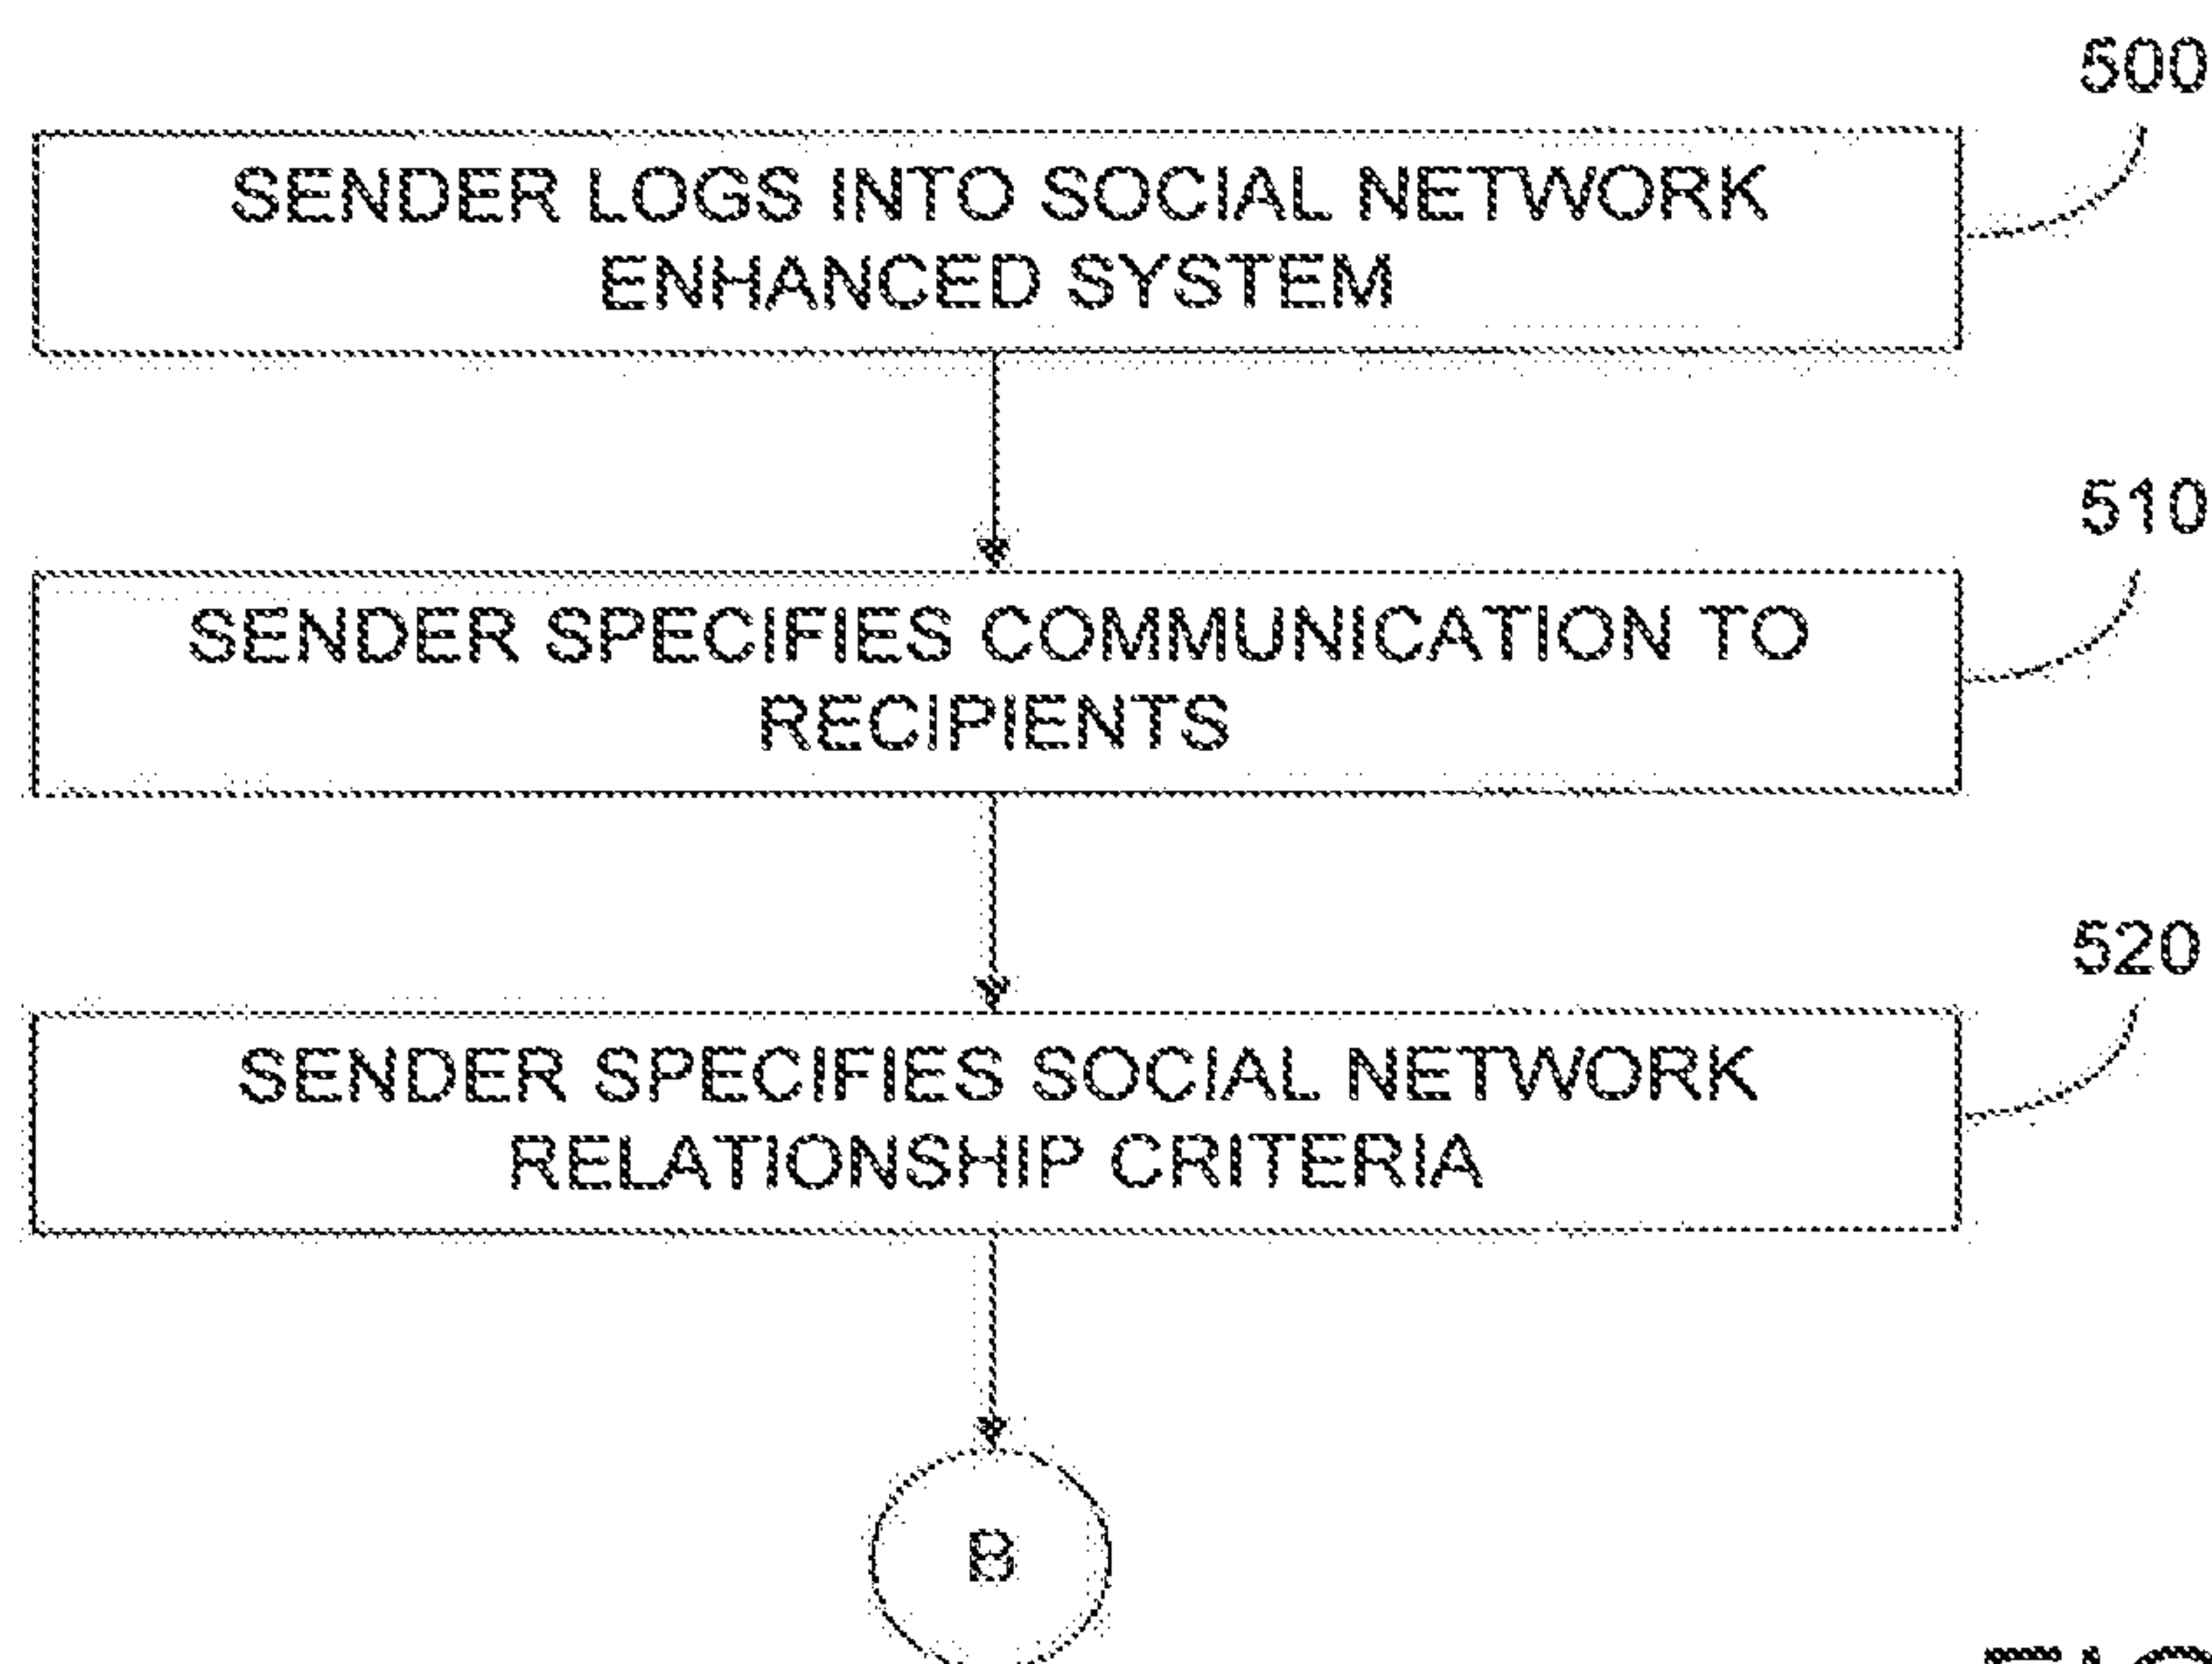 500
SENDER LOGS INTO SOCIAL NETWORK
ENHANCED SYSTEM
510
SENDER SPECIFIES COMMUNICATION TO
RECIPIENTS
520
SENDER SPECIFIES SOCIAL NETWORK
RELATIONSHIP CRITERIA
B